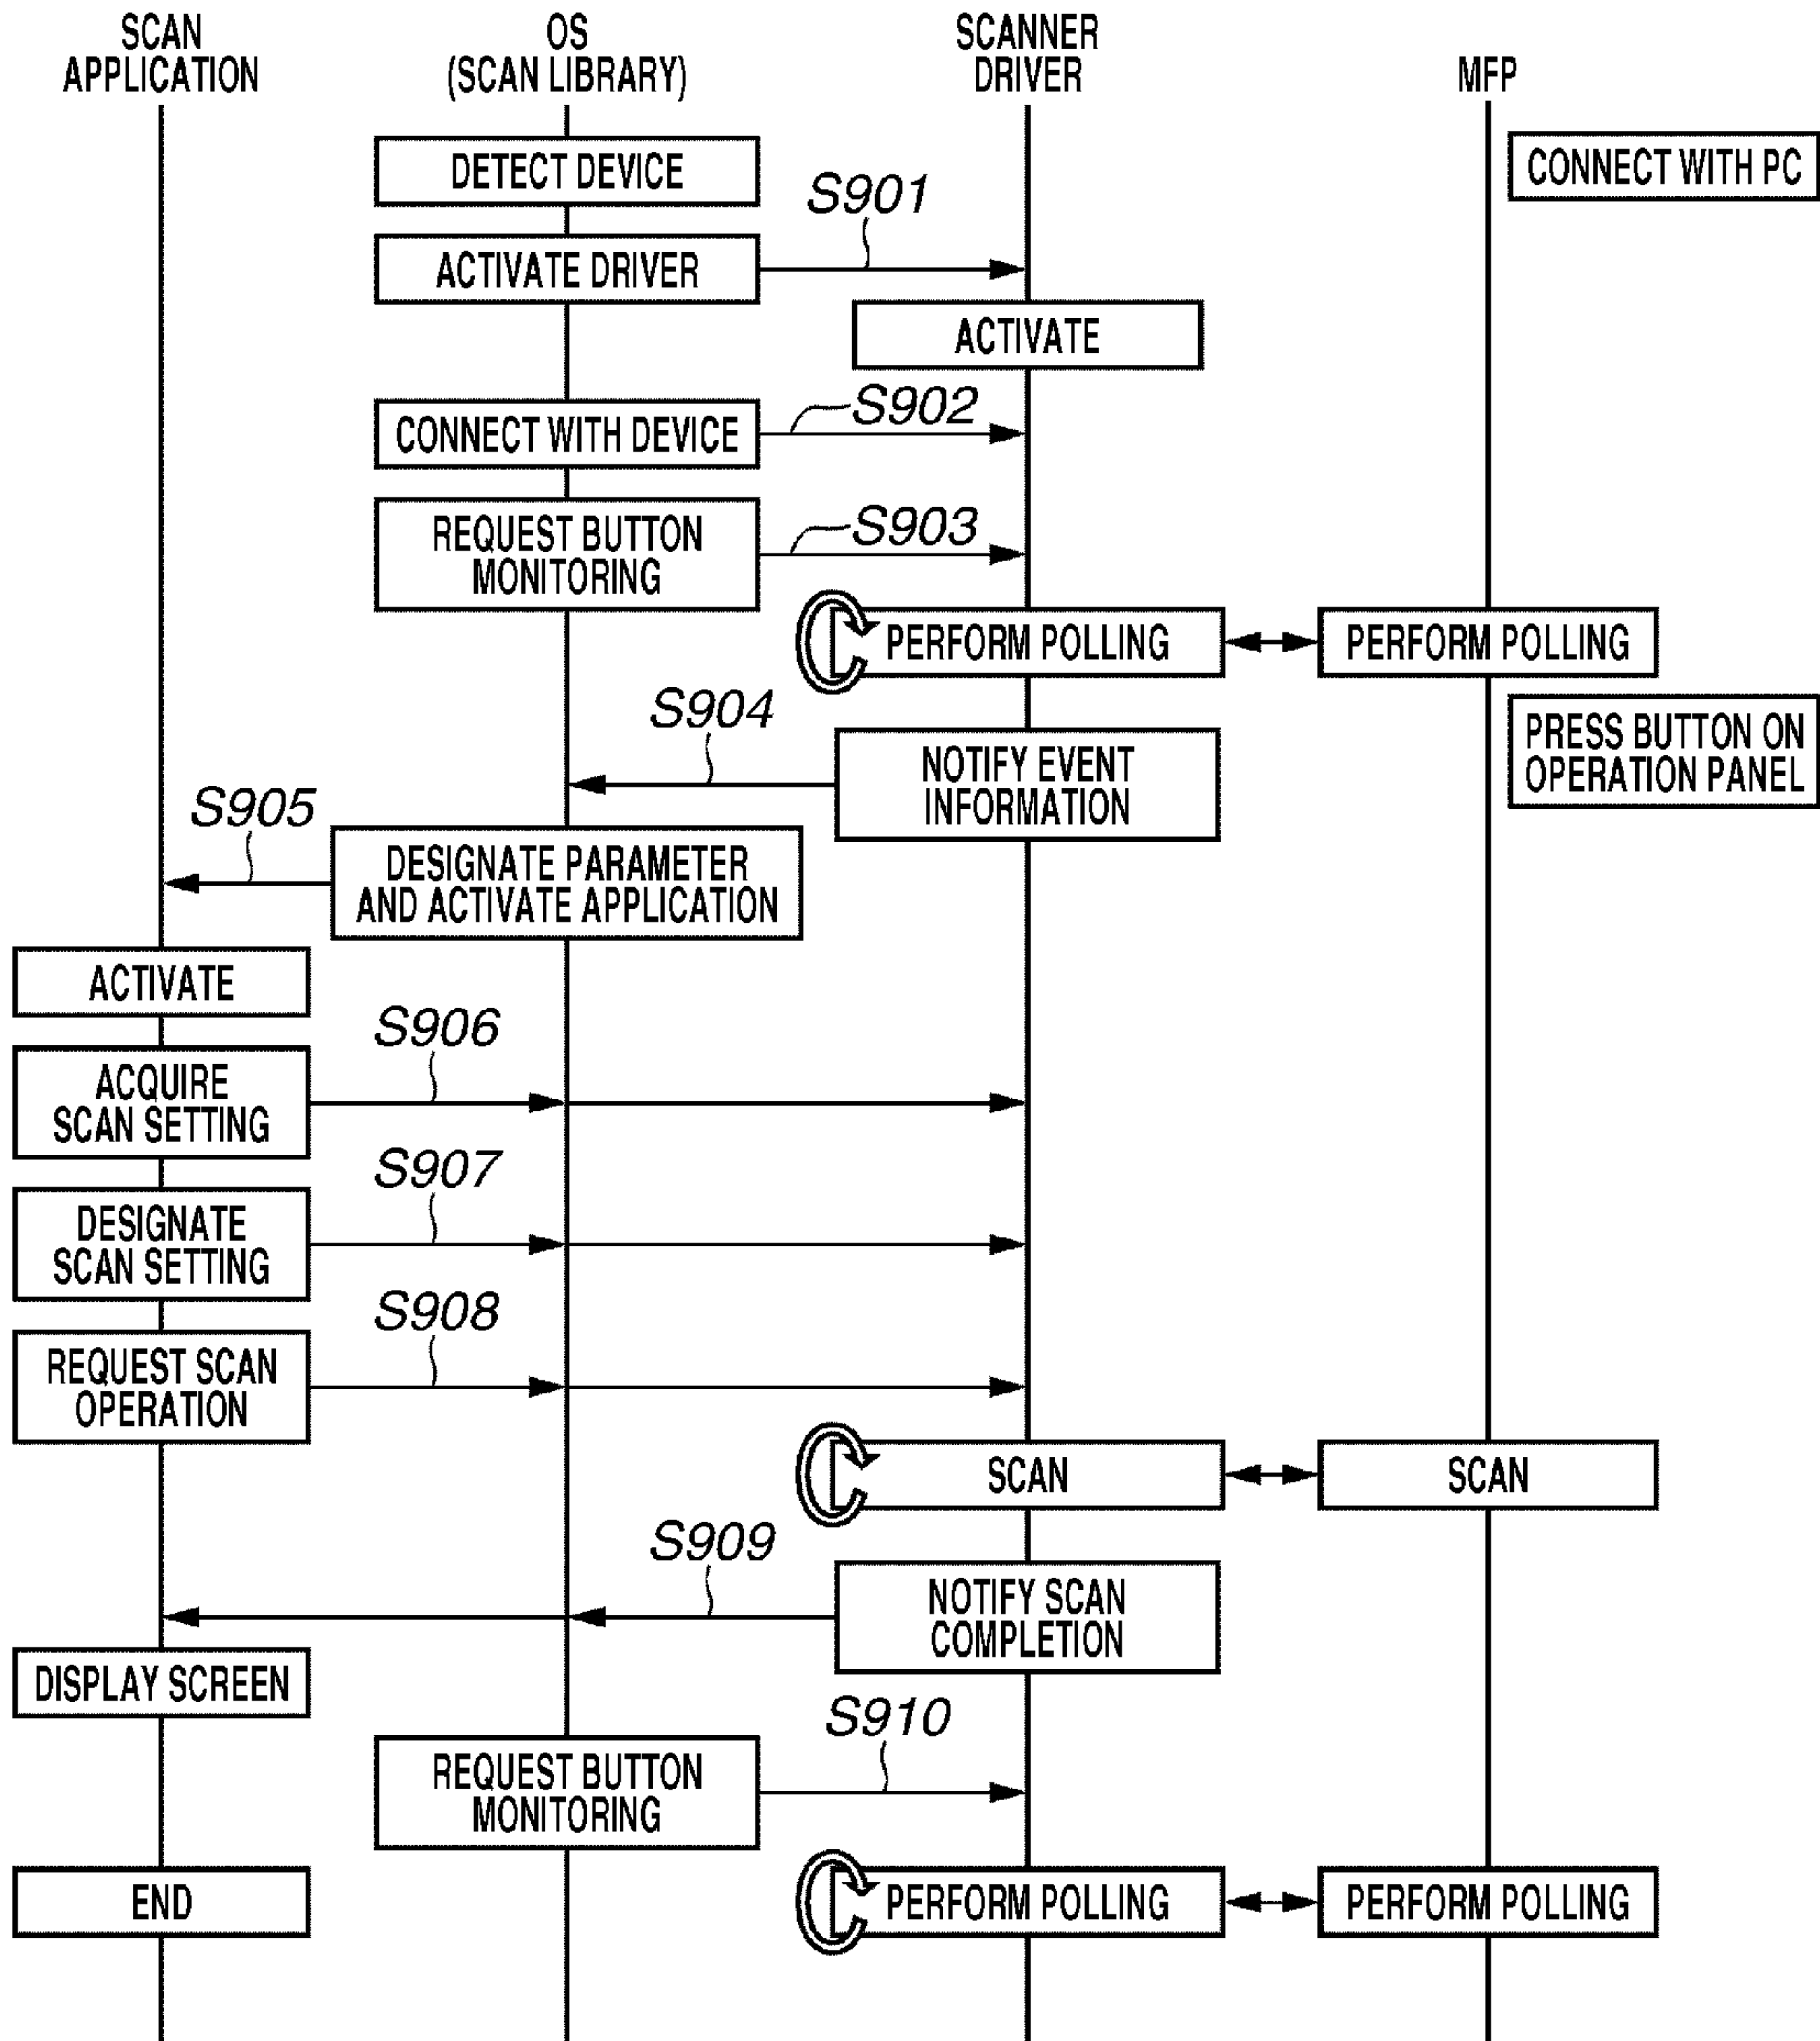 SCAN
APPLICATION
OS
(SCAN LIBRARY)
SCANNER
DRIVER
MFP
DETECT DEVICE
CONNECT WITH PC
S901
ACTIVATE DRIVER
ACTIVATE
S902
CONNECT WITH DEVICE
S903
REQUEST BUTTON
MONITORING
PERFORM POLLING
PERFORM POLLING
S904
NOTIFY EVENT
INFORMATION
PRESS BUTTON ON
OPERATION PANEL
S905
DESIGNATE PARAMETER
AND ACTIVATE APPLICATION
ACTIVATE
S906
ACQUIRE
SCAN SETTING
S907
DESIGNATE
SCAN SETTING
S908
REQUEST SCAN
OPERATION
SCAN
SCAN
S909
NOTIFY SCAN
COMPLETION
DISPLAY SCREEN
S910
REQUEST BUTTON
MONITORING
END
PERFORM POLLING
PERFORM POLLING